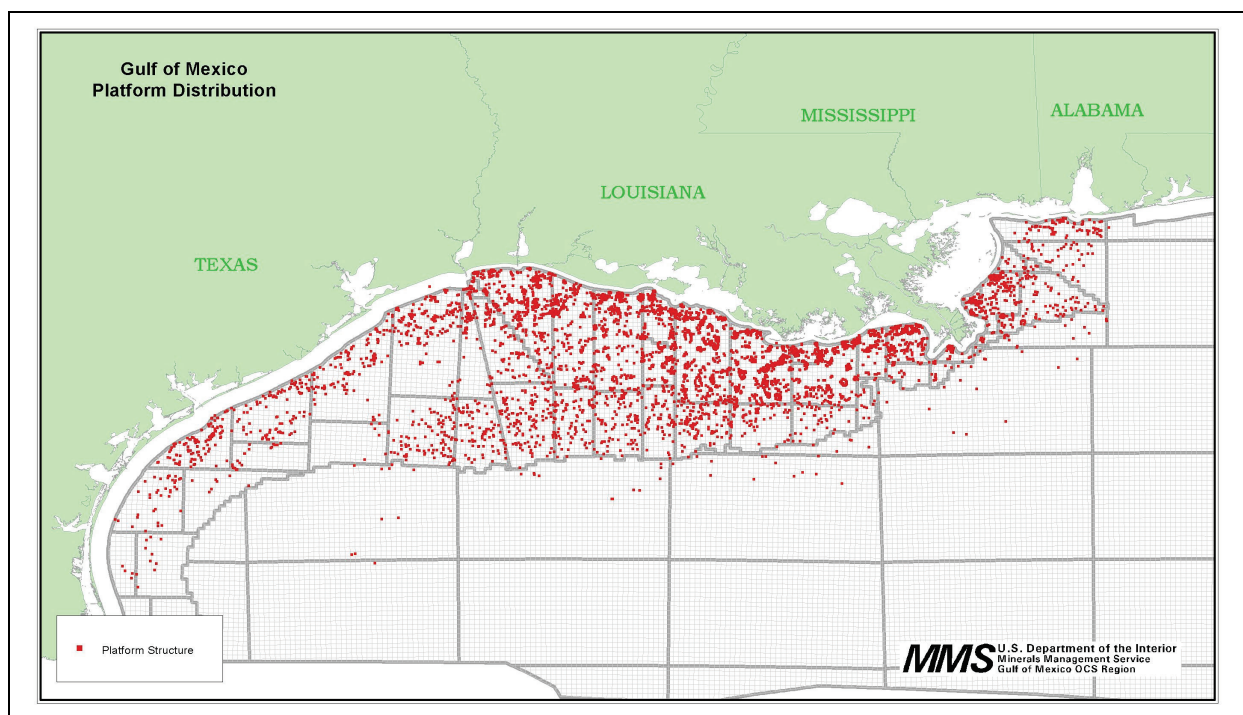 Gulf of Mexico
Platform Distribution
MISSISSIPPI
ALABAMA
LOUISIANA
TEXAS
Platform Structure
MMS
U.S. Department of the Interior
Minerals Management Service
Gulf of Mexico OCS Region